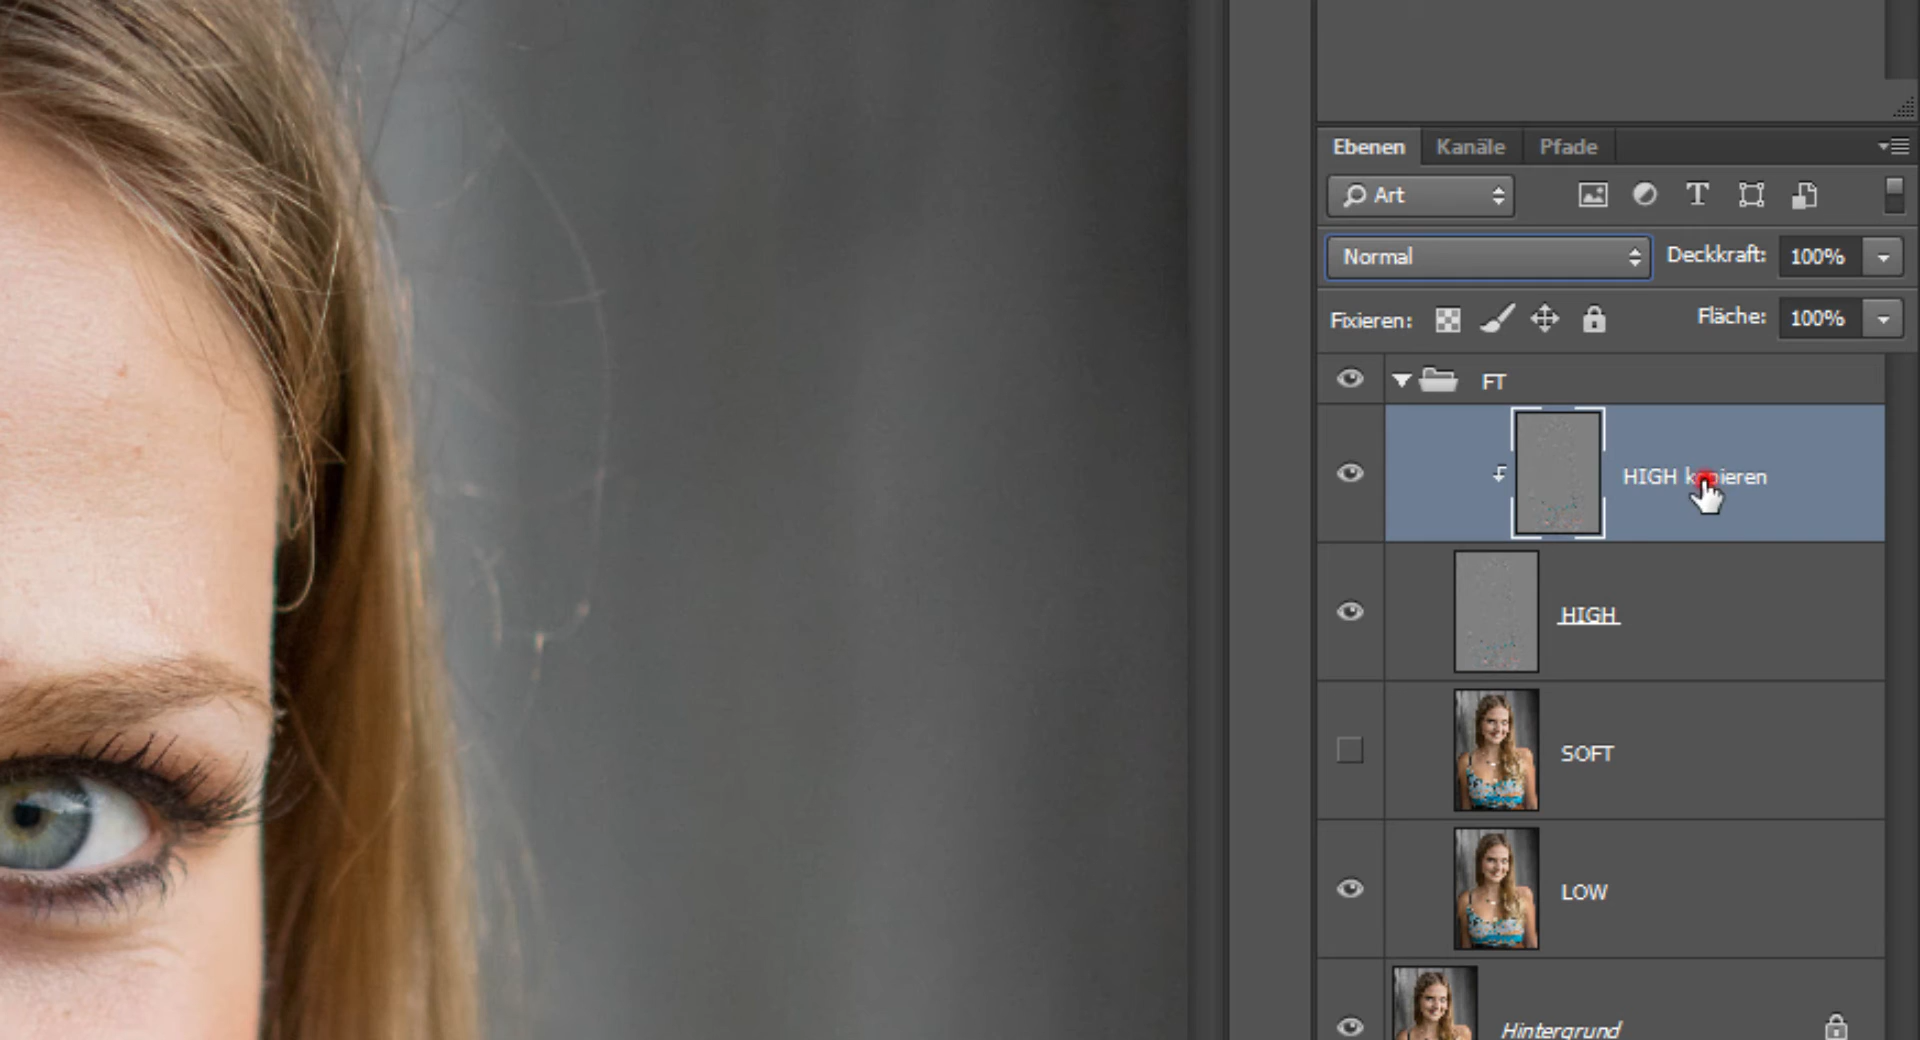 Ebenen Kanäle Pfade
Art T
Normal Deckkraft: 100%
Fixieren: Fläche: 100%
FT
HIGH kopieren
HIGH
SOFT
LOW
Hintergrund